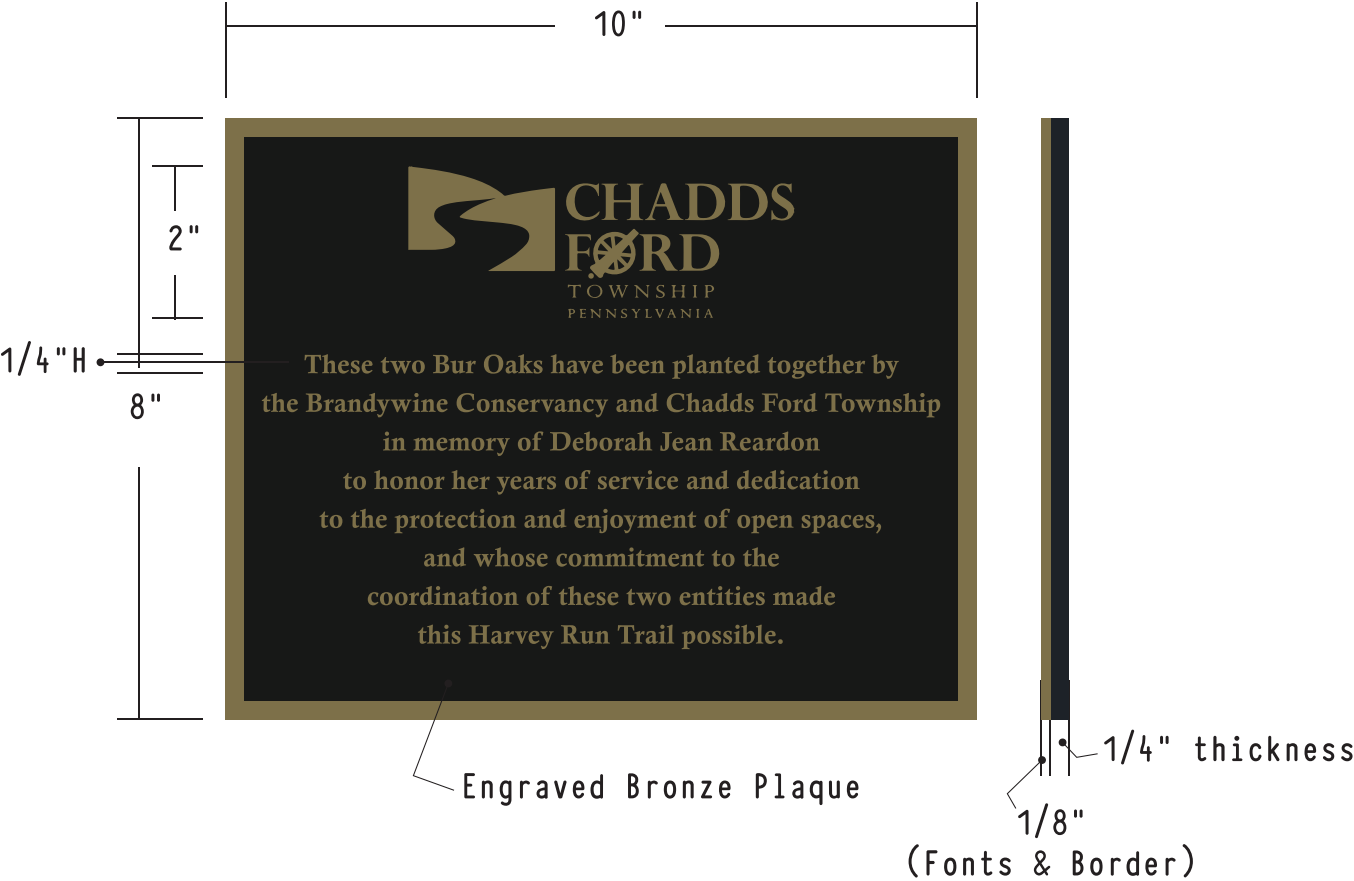 10"
2"
1/4"H
8"
CHADDS
FORD
TOWNSHIP
PENNSYLVANIA
These two Bur Oaks have been planted together by
the Brandywine Conservancy and Chadds Ford Township
in memory of Deborah Jean Reardon
to honor her years of service and dedication
to the protection and enjoyment of open spaces,
and whose commitment to the
coordination of these two entities made
this Harvey Run Trail possible.
Engraved Bronze Plaque
1/4" thickness
1/8"
(Fonts & Border)